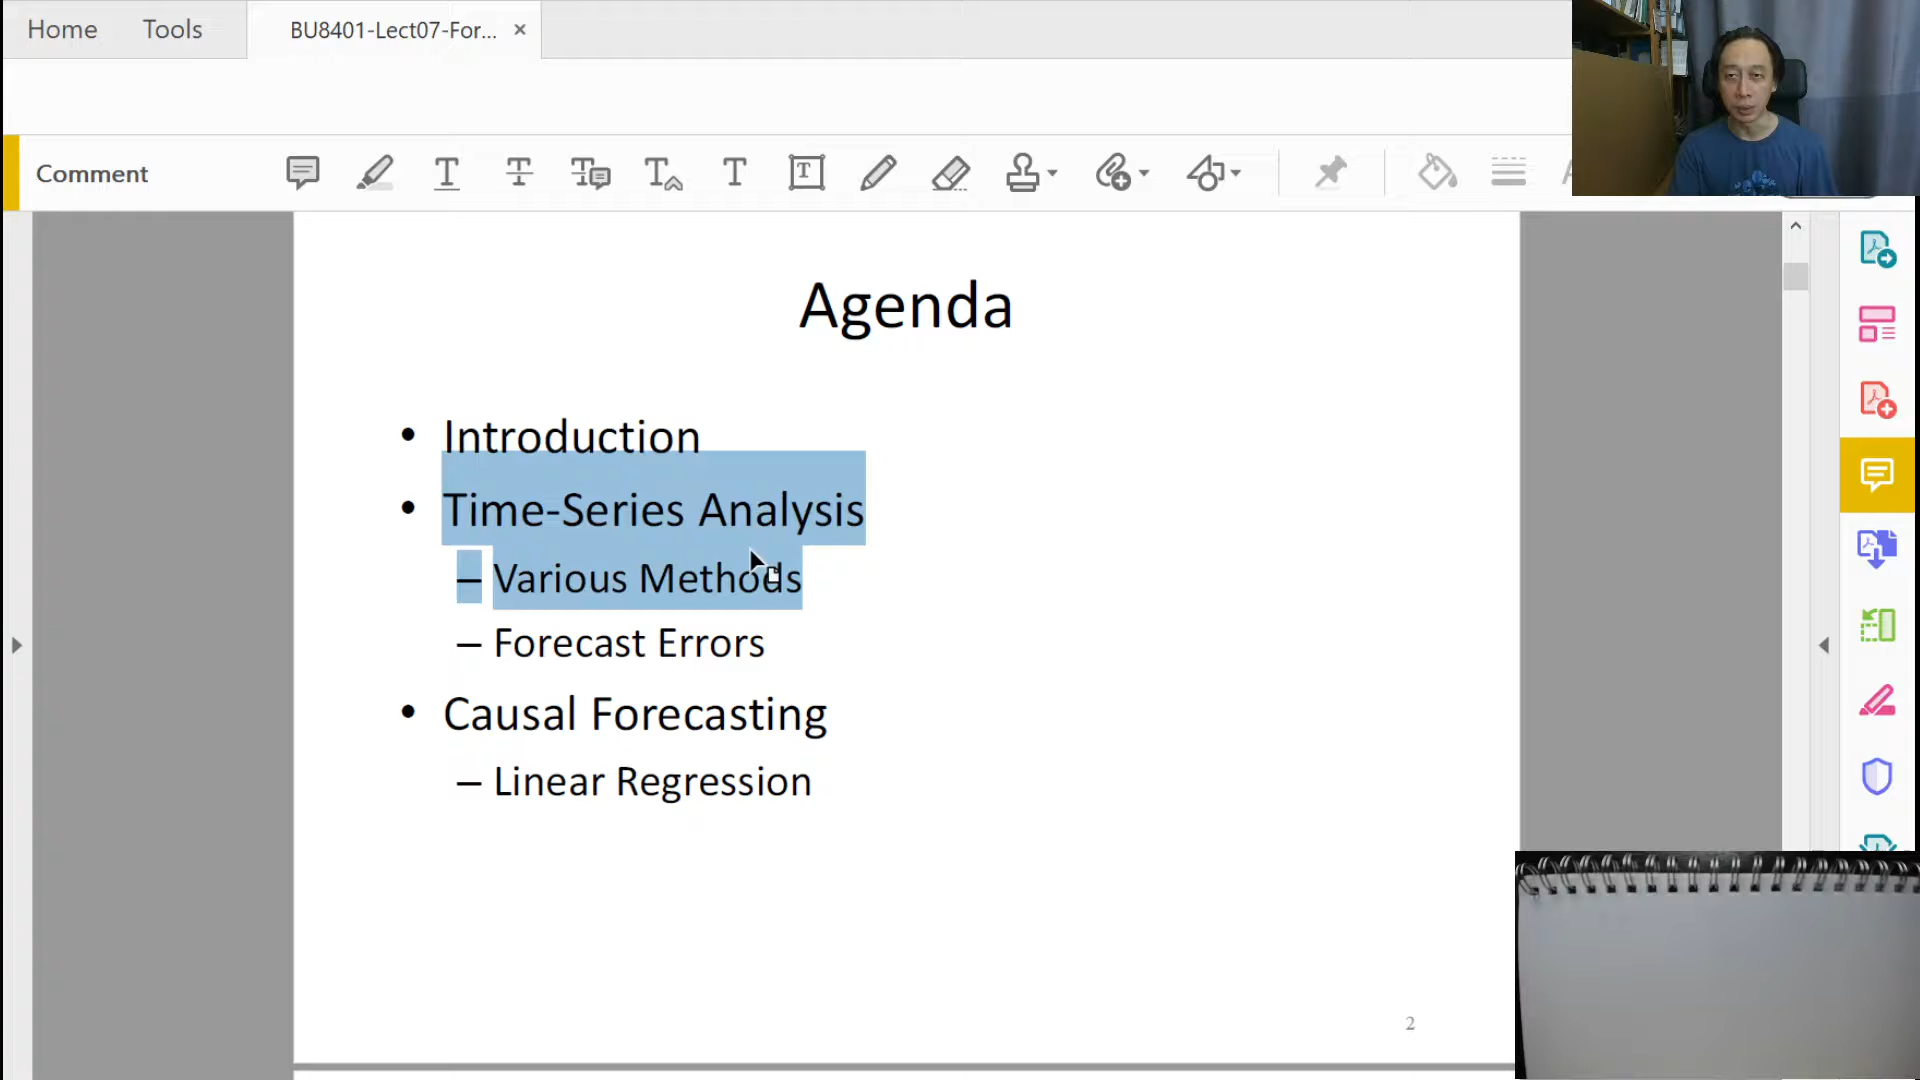 Home Tools BU8401-Lect07-For... ×
Comment
Agenda
• Introduction
• Time-Series Analysis
– Various Methods
– Forecast Errors
• Causal Forecasting
– Linear Regression
2